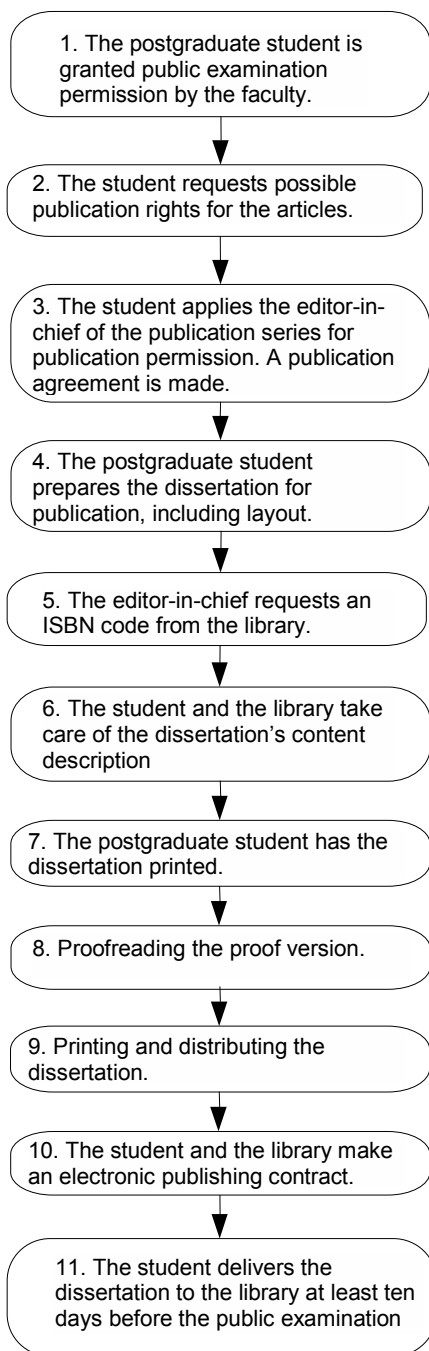 1. The postgraduate student is
granted public examination
permission by the faculty.
2. The student requests possible
publication rights for the articles.
3. The student applies the editor-in-
chief of the publication series for
publication permission. A publication
agreement is made.
4. The postgraduate student
prepares the dissertation for
publication, including layout.
5. The editor-in-chief requests an
ISBN code from the library.
6. The student and the library take
care of the dissertation’s content
description
7. The postgraduate student has the
dissertation printed.
8. Proofreading the proof version.
9. Printing and distributing the
dissertation.
10. The student and the library make
an electronic publishing contract.
11. The student delivers the
dissertation to the library at least ten
days before the public examination